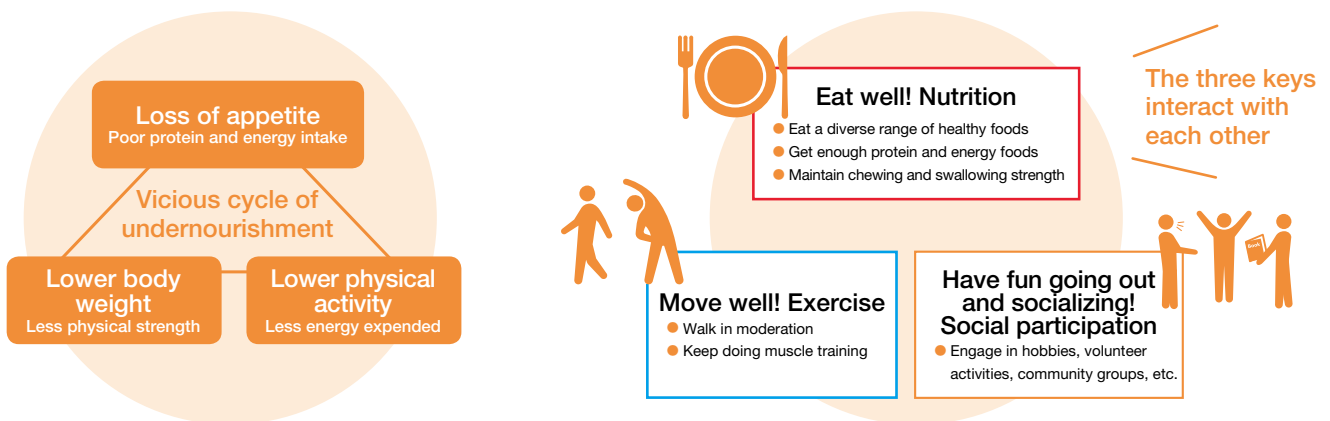 Loss of appetite
Poor protein and energy intake
Vicious cycle of
undernourishment
Lower body
weight
Less physical strength
Lower physical
activity
Less energy expended
Eat well! Nutrition
Eat a diverse range of healthy foods
Get enough protein and energy foods
Maintain chewing and swallowing strength
The three keys
interact with
each other
Move well! Exercise
Walk in moderation
Keep doing muscle training
Book
Have fun going out
and socializing!
Social participation
Engage in hobbies, volunteer
activities, community groups, etc.